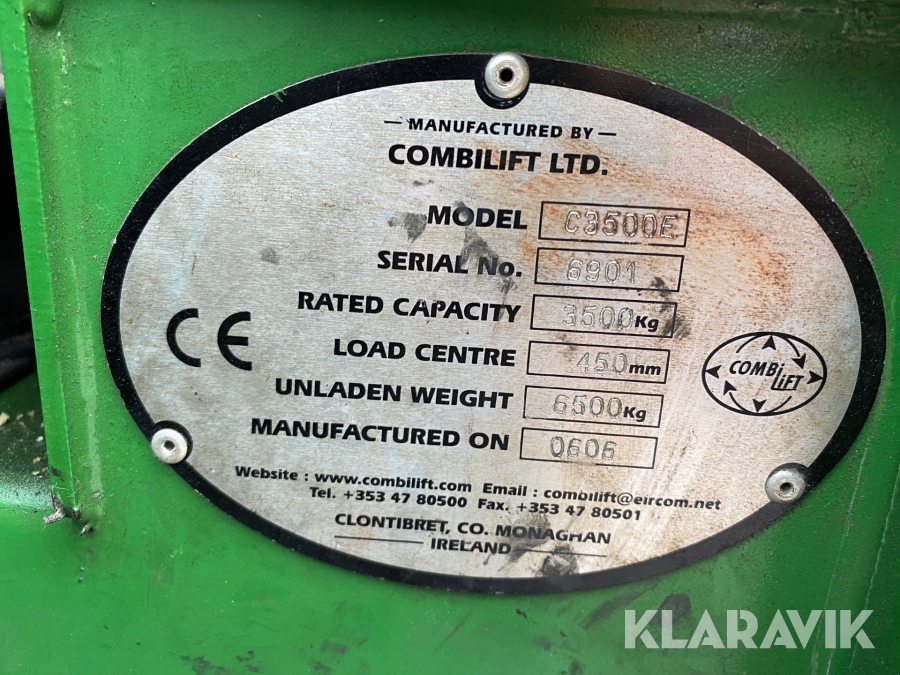 — MANUFACTURED BY —
COMBILIFT LTD.
MODEL C3500E
SERIAL No. 6901
RATED CAPACITY 3500Kg
LOAD CENTRE 450mm
UNLADEN WEIGHT 6500Kg
MANUFACTURED ON 0606
CE
COMBiLIFT
Website : www.combilift.com Email : combilift@eircom.net
Tel. +353 47 80500 Fax. +353 47 80501
CLONTIBRET, CO. MONAGHAN
IRELAND
KLARAVIK